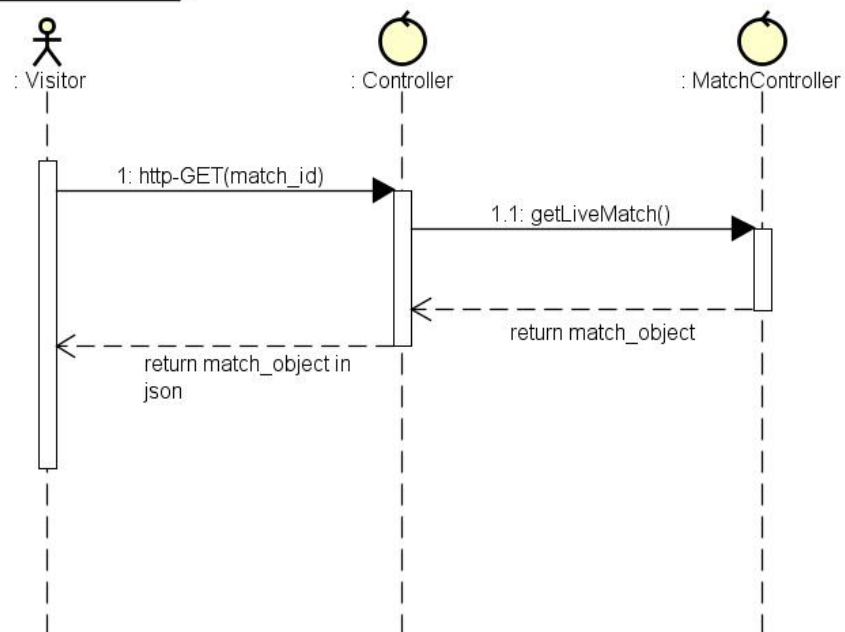 : Visitor
: Controller
: MatchController
1: http-GET(match_id)
1.1: getLiveMatch()
return match_object
return match_object in
json